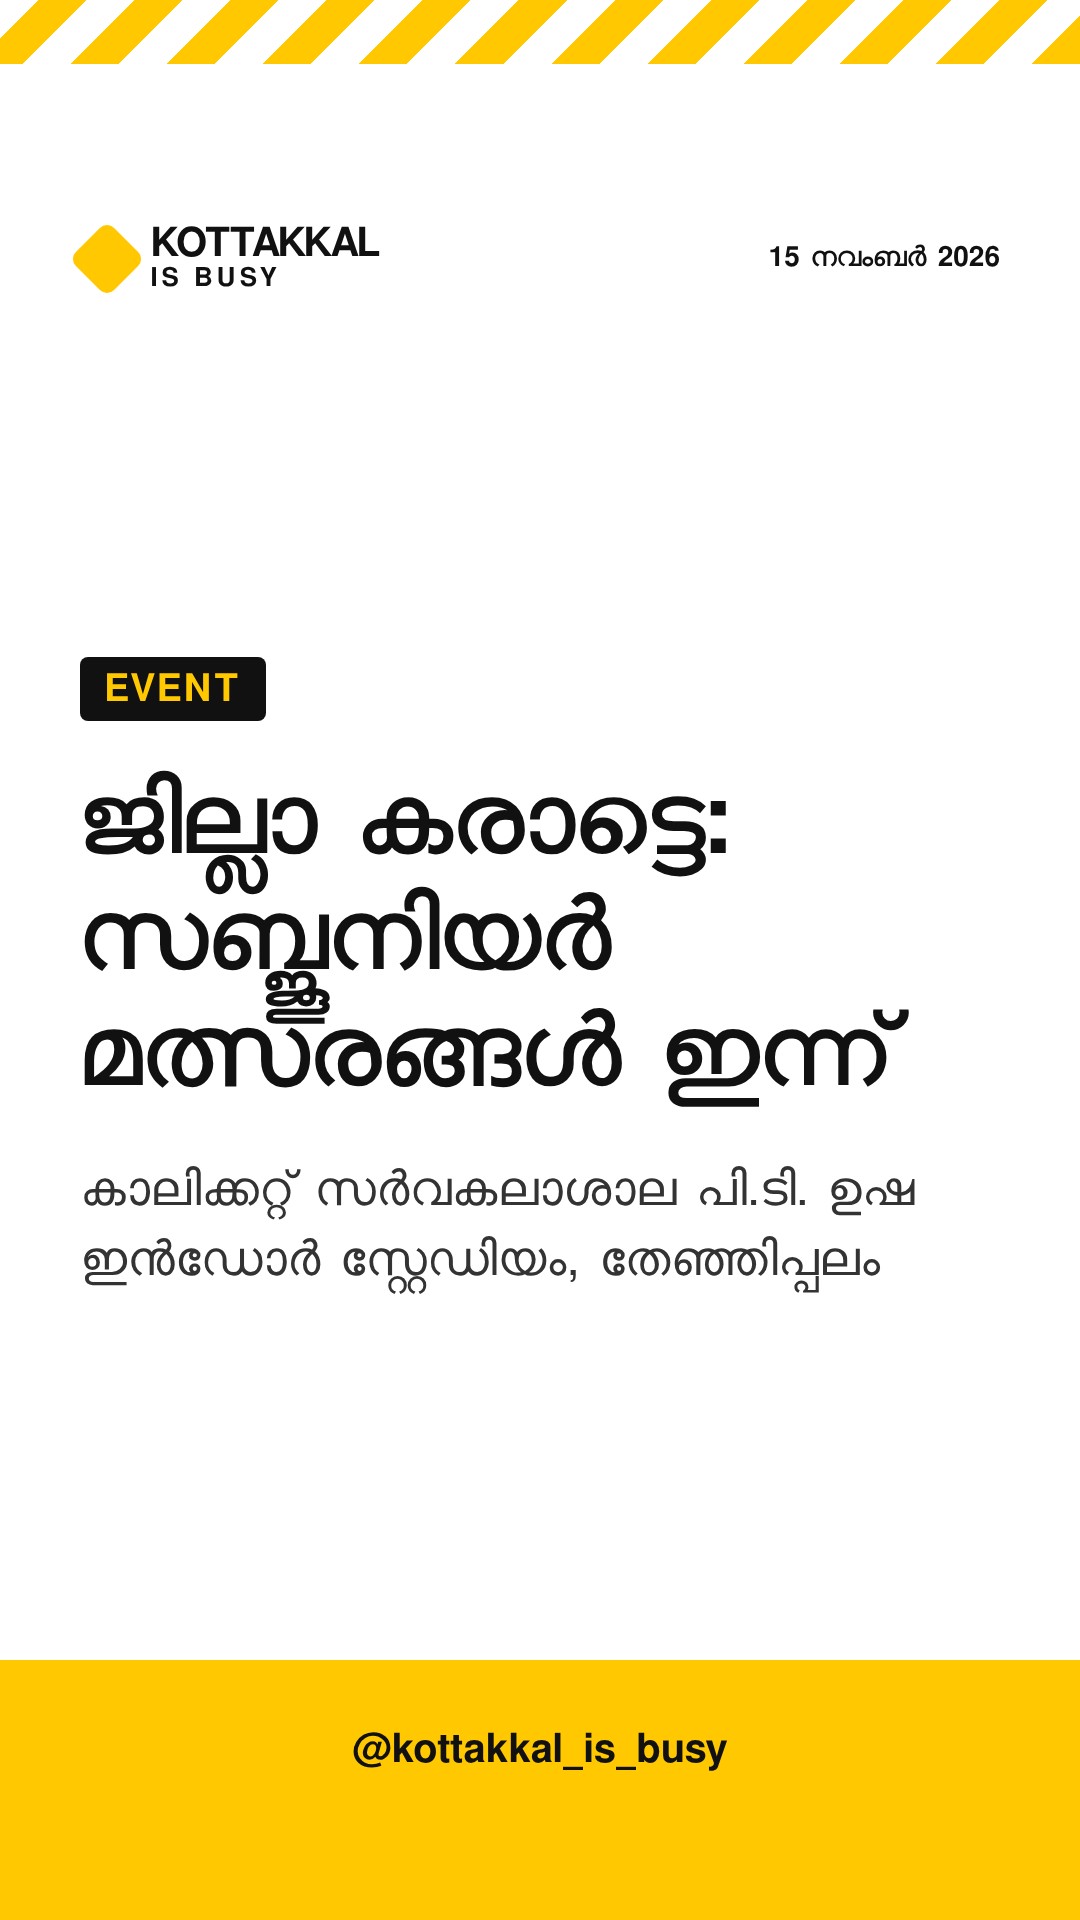 KOTTAKKAL
IS BUSY
15 നവംബർ 2026
EVENT
ജില്ലാ കരാട്ടെ:
സബ്ജൂനിയർ
മത്സരങ്ങൾ ഇന്ന്
കാലിക്കറ്റ് സർവകലാശാല പി.ടി. ഉഷ
ഇൻഡോർ സ്റ്റേഡിയം, തേഞ്ഞിപ്പലം
@kottakkal_is_busy